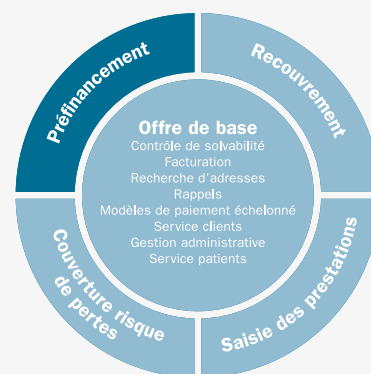 Préfinancement
Recouvrement
Offre de base
Contrôle de solvabilité
Facturation
Recherche d'adresses
Rappels
Modèles de paiement échelonné
Service clients
Gestion administrative
Service patients
Couverture risque
de pertes
Saisie des prestations